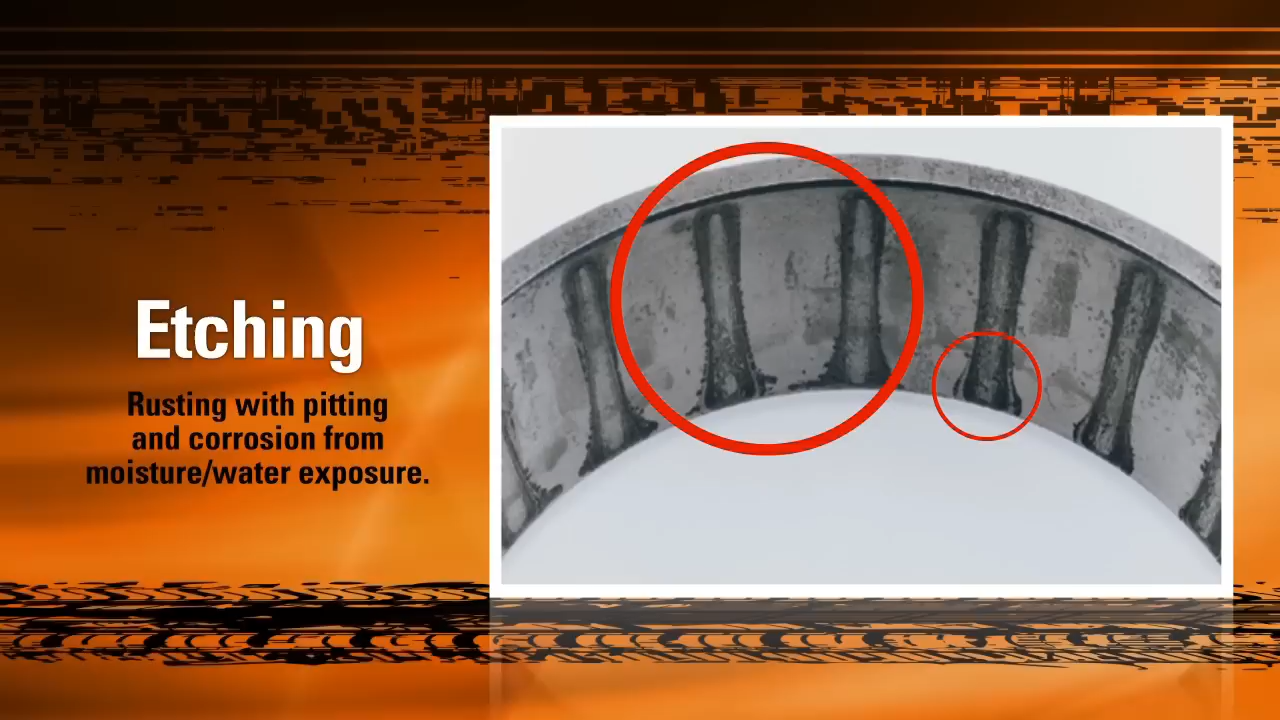 Etching
Rusting with pitting
and corrosion from
moisture/water exposure.